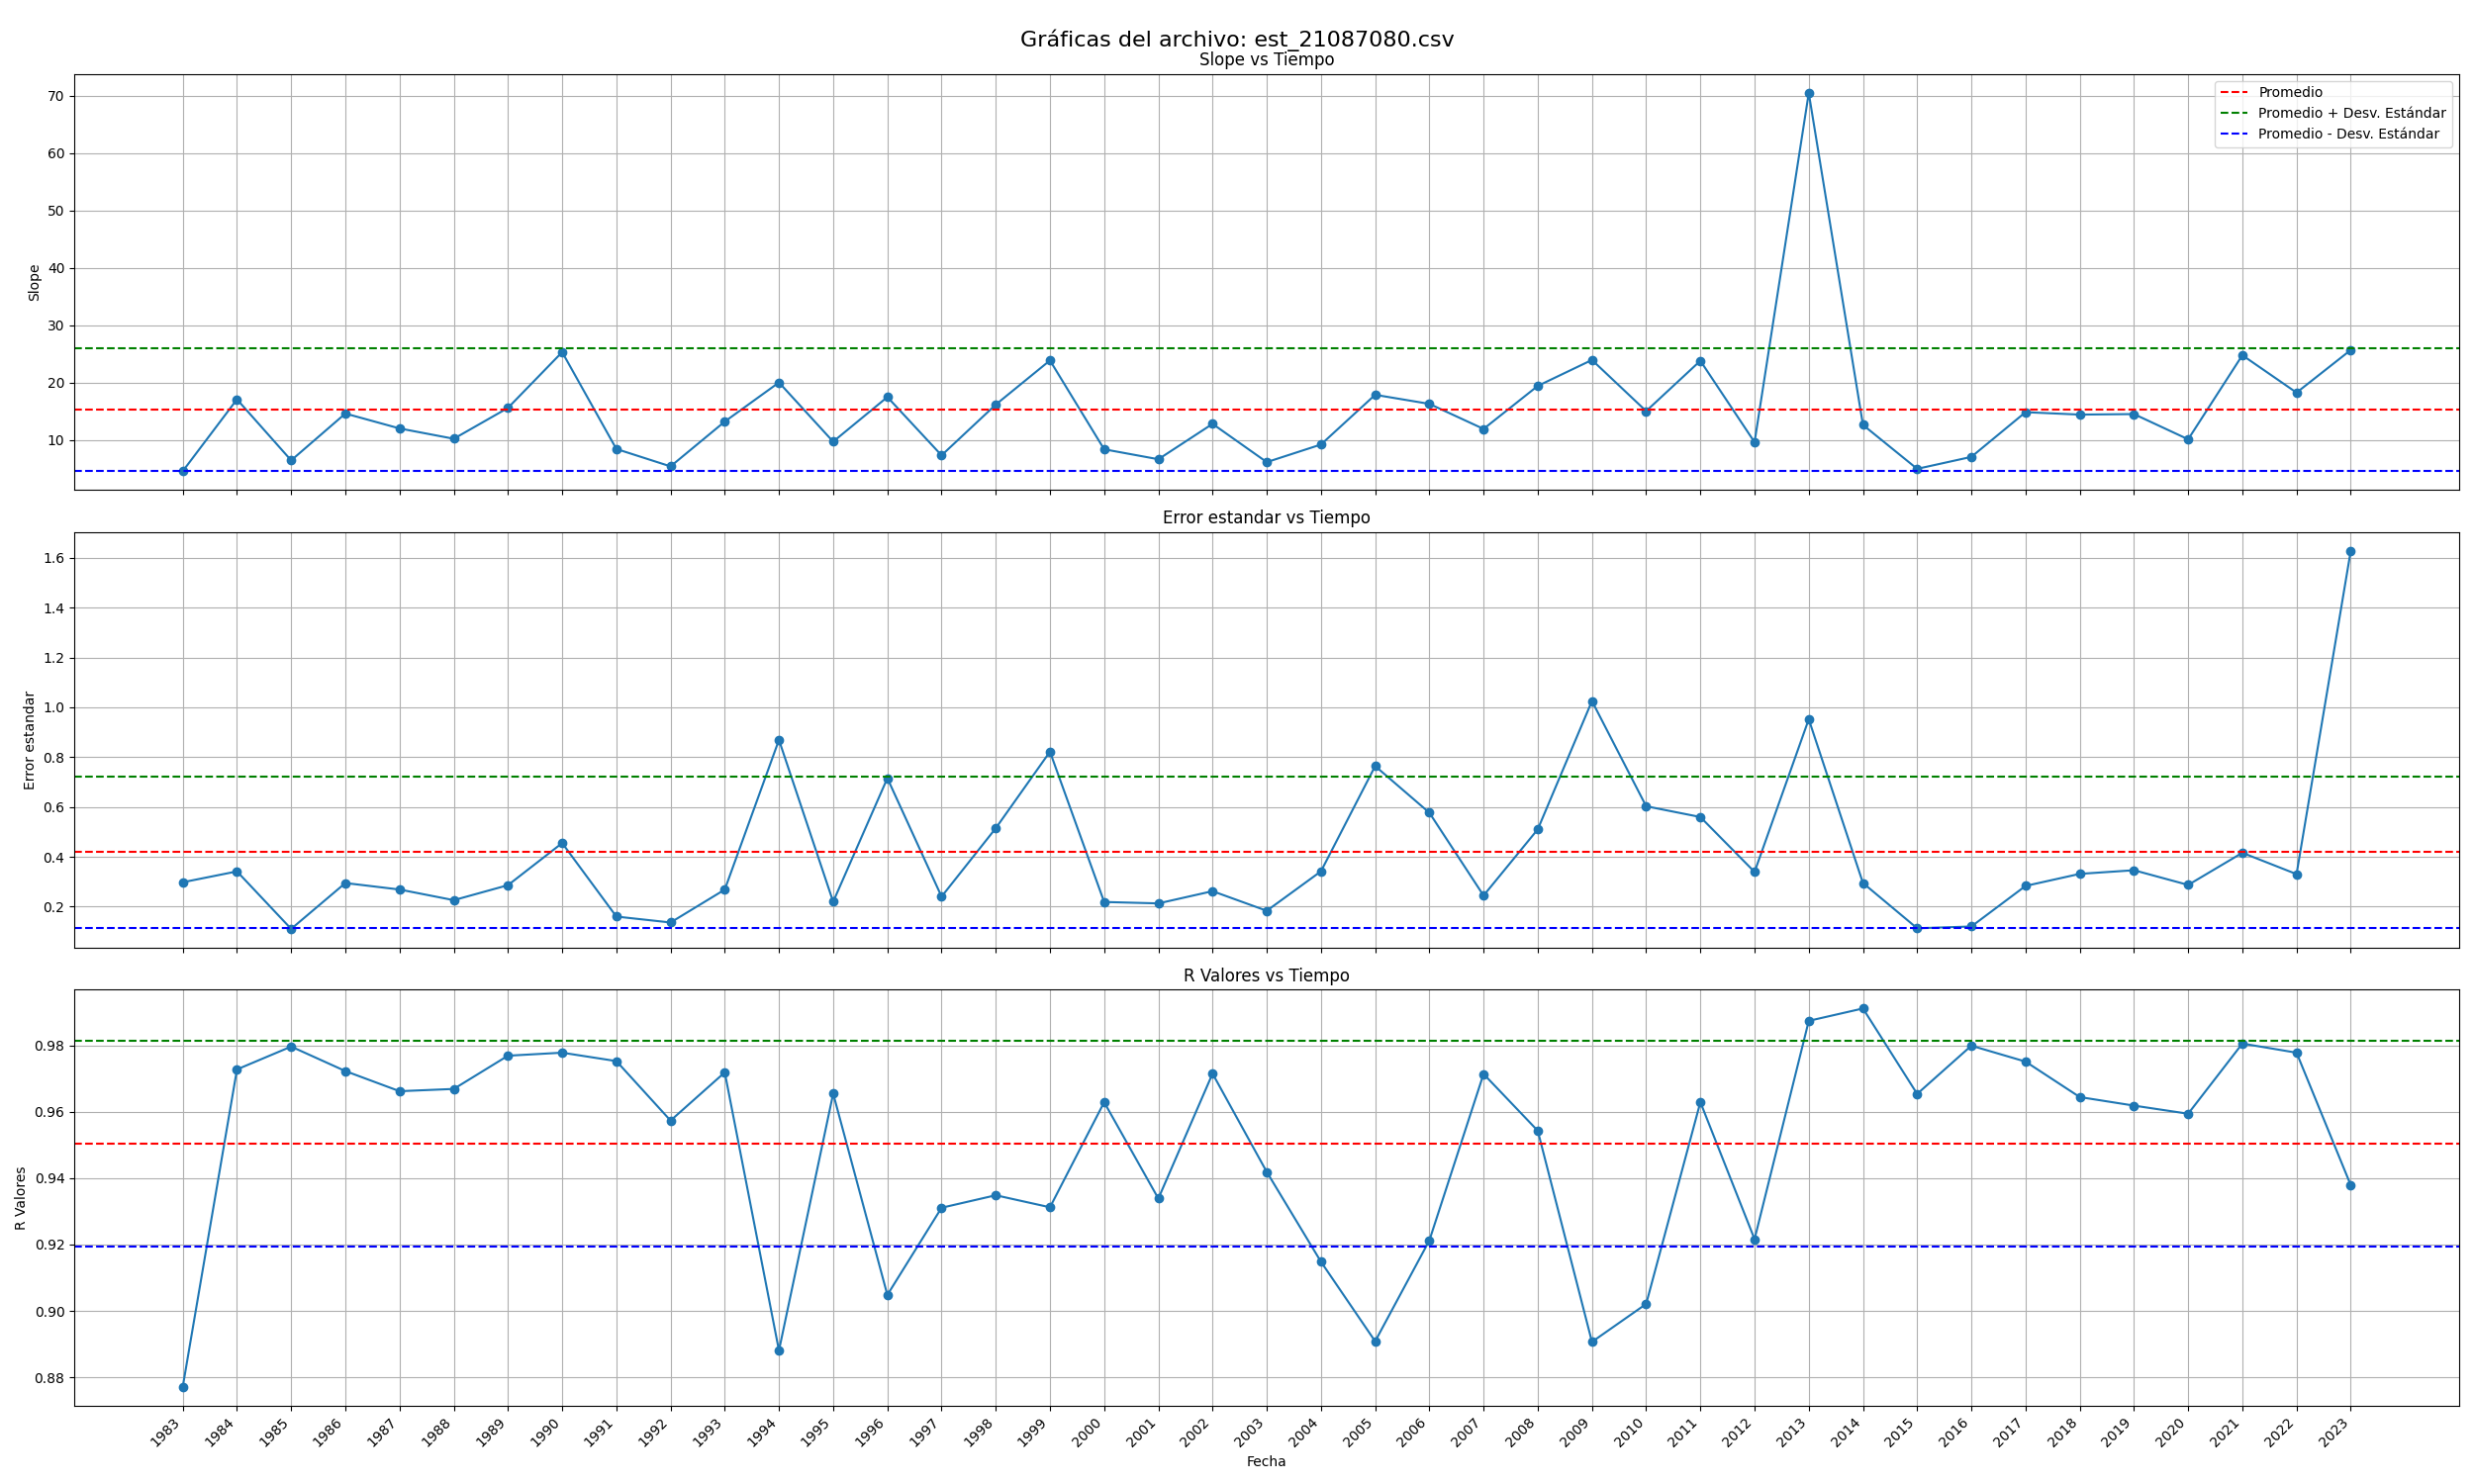 Gráficas del archivo: est_21087080.csv
Slope vs Tiempo
Promedio
Promedio + Desv. Estándar
Promedio - Desv. Estándar
Slope
70
60
50
40
30
20
10
Error estandar vs Tiempo
Error estandar
1.6
1.4
1.2
1.0
0.8
0.6
0.4
0.2
R Valores vs Tiempo
R Valores
0.98
0.96
0.94
0.92
0.90
0.88
1983 1984 1985 1986 1987 1988 1989 1990 1991 1992 1993 1994 1995 1996 1997 1998 1999 2000 2001 2002 2003 2004 2005 2006 2007 2008 2009 2010 2011 2012 2013 2014 2015 2016 2017 2018 2019 2020 2021 2022 2023
Fecha